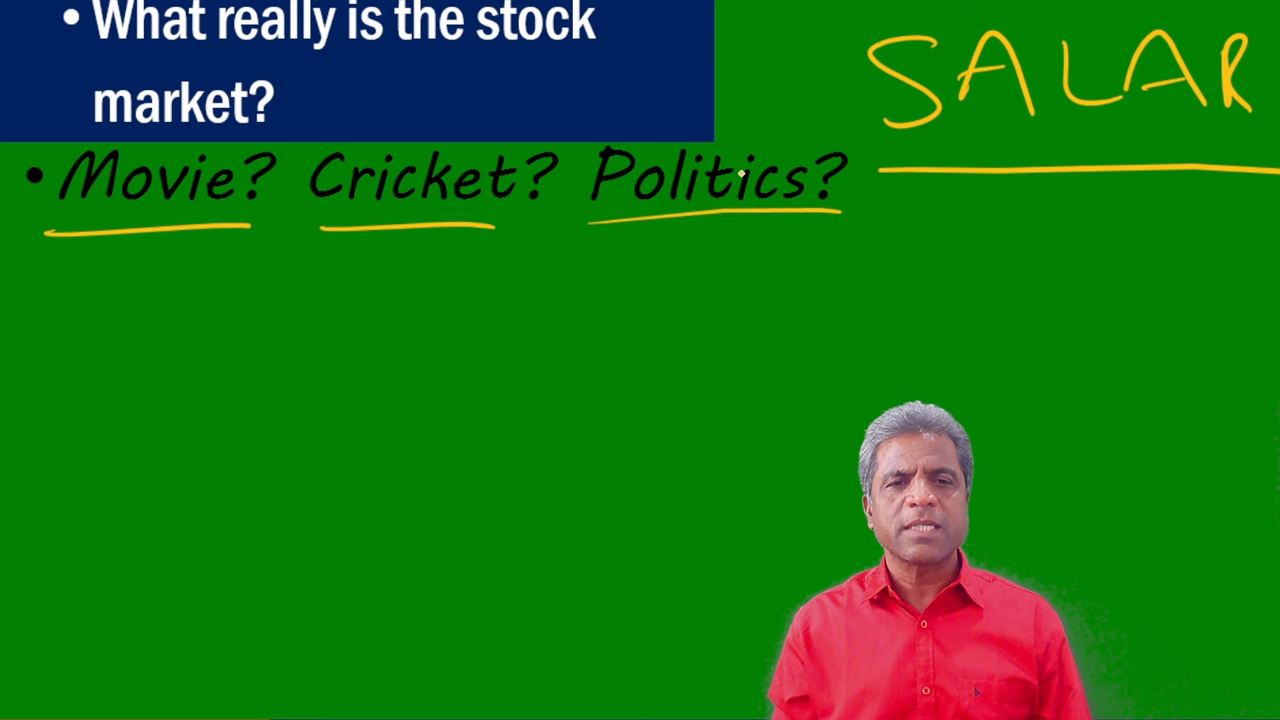 • What really is the stock
market?
SALAR
• Movie? Cricket? Politics?